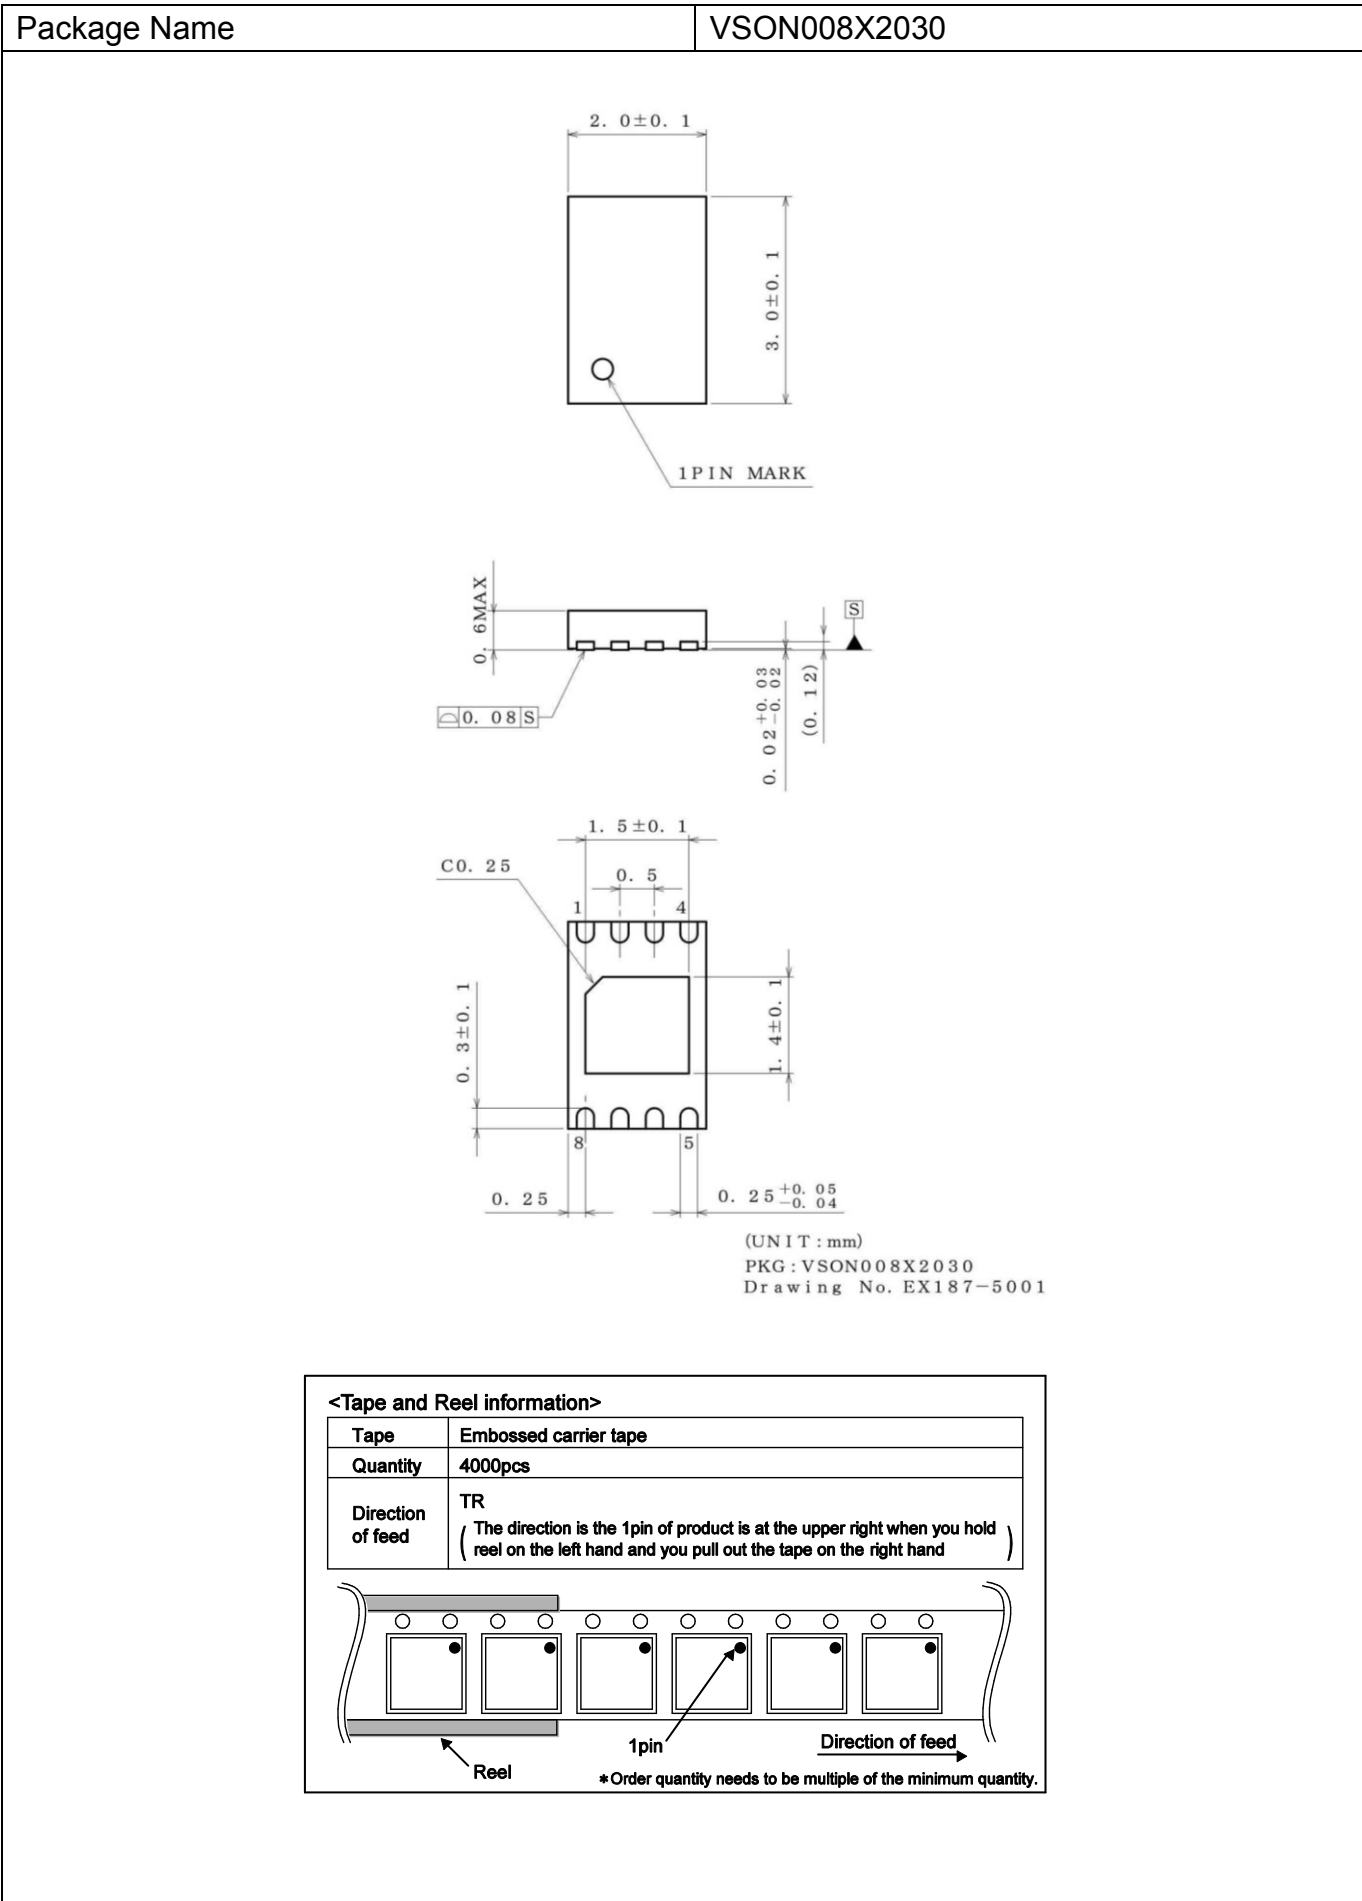 Package Name VSON008X2030
2. 0±0. 1
3. 0±0. 1
1PIN MARK
0. 6MAX
S
0. 08 S
0. 02 +0. 03 −0. 02
(0. 12)
1. 5±0. 1
C0. 25
0. 5
1 4
0. 3±0. 1
1. 4±0. 1
8 5
0. 25
0. 25 +0. 05 −0. 04
(UNIT : mm)
PKG : VSON008X2030
Drawing No. EX187−5001
<Tape and Reel information>
Tape Embossed carrier tape
Quantity 4000pcs
Direction of feed
TR
( The direction is the 1pin of product is at the upper right when you hold
reel on the left hand and you pull out the tape on the right hand )
1pin
Direction of feed
Reel
*Order quantity needs to be multiple of the minimum quantity.